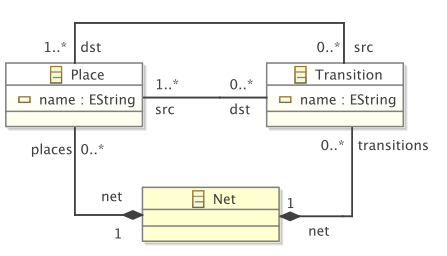 1..* dst
0..* src
Place
name : EString
1..*
src
0..*
dst
Transition
name : EString
places 0..*
0..* transitions
net
1
Net
1
net